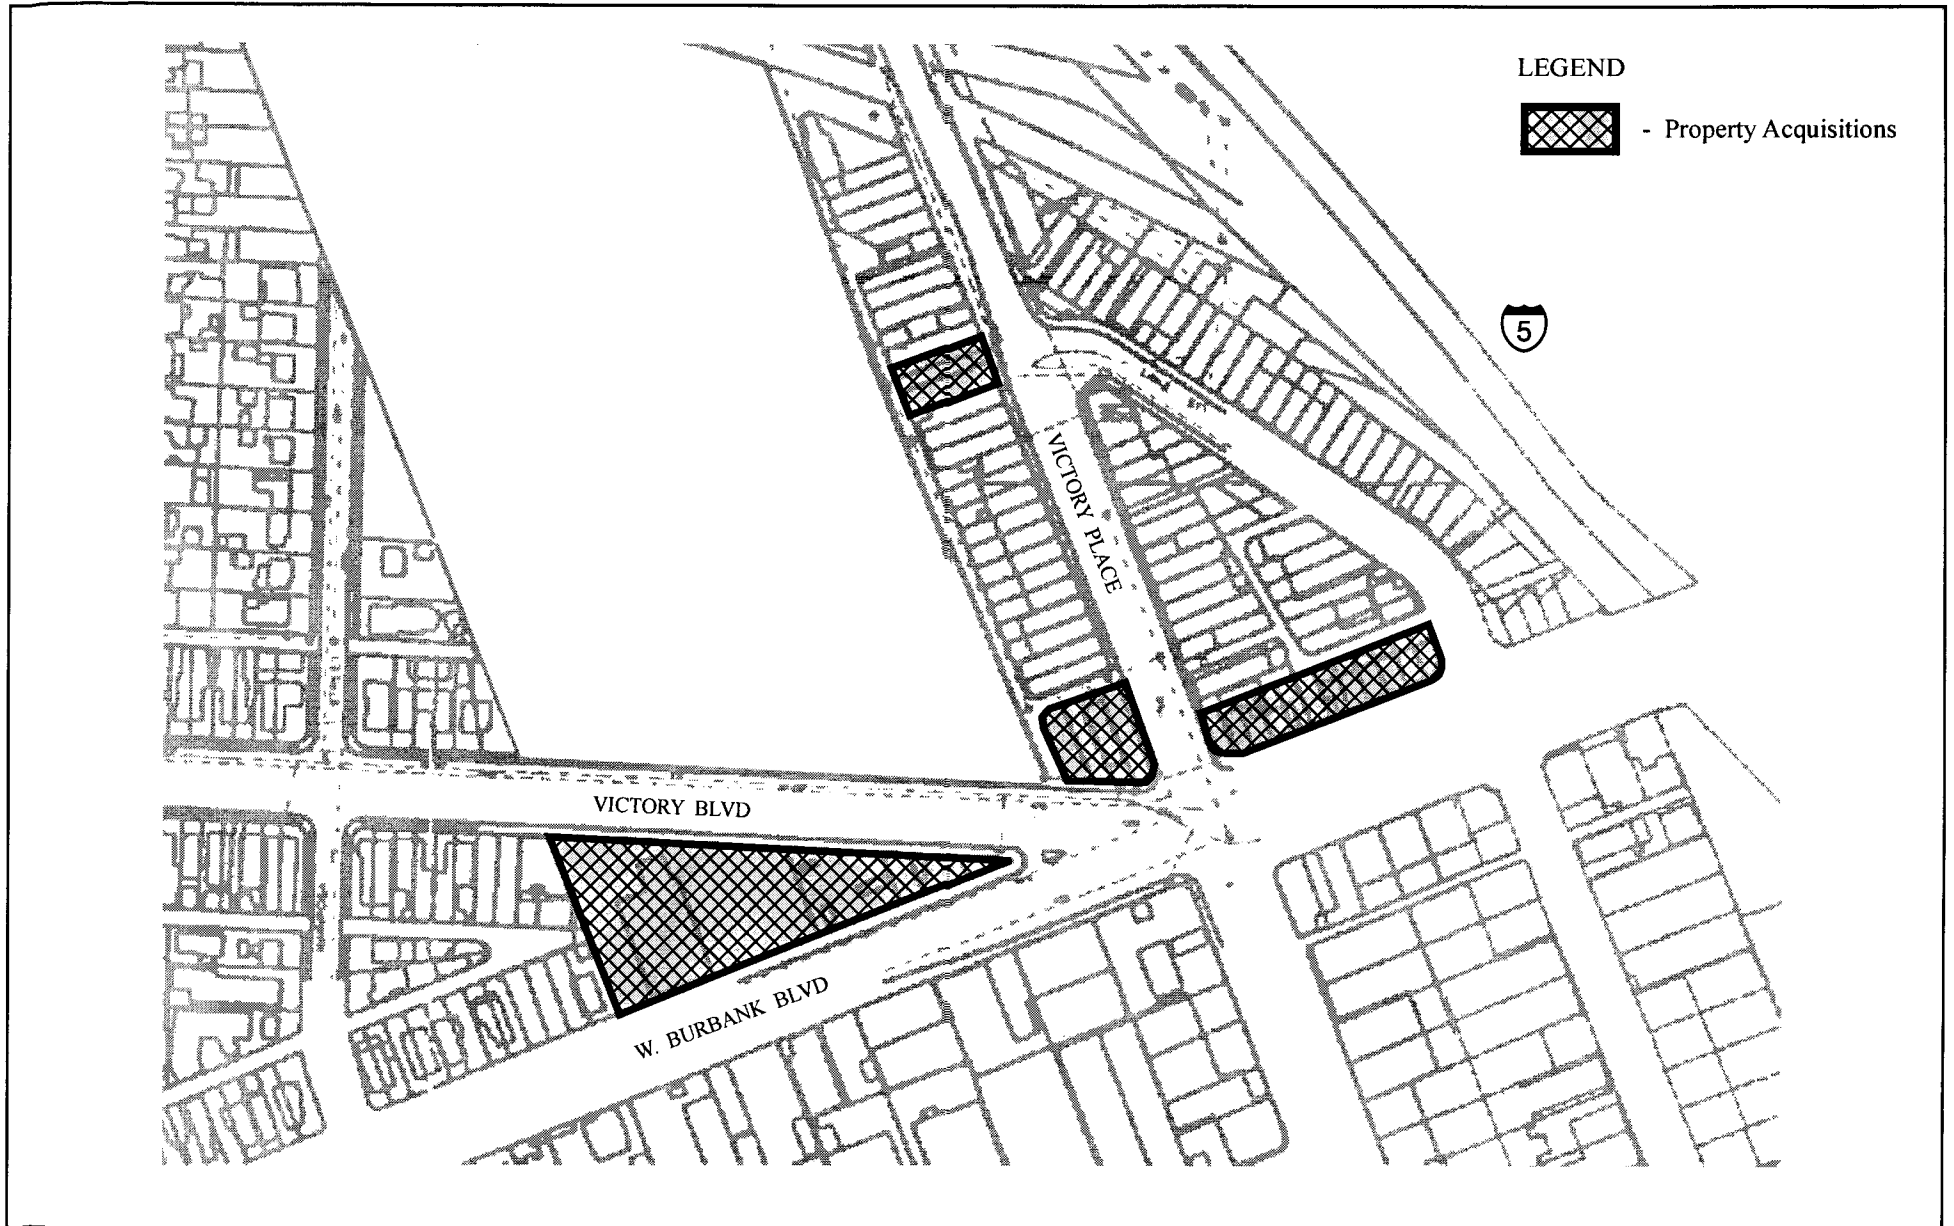 LEGEND
- Property Acquisitions
5
VICTORY PLACE
VICTORY BLVD
W. BURBANK BLVD